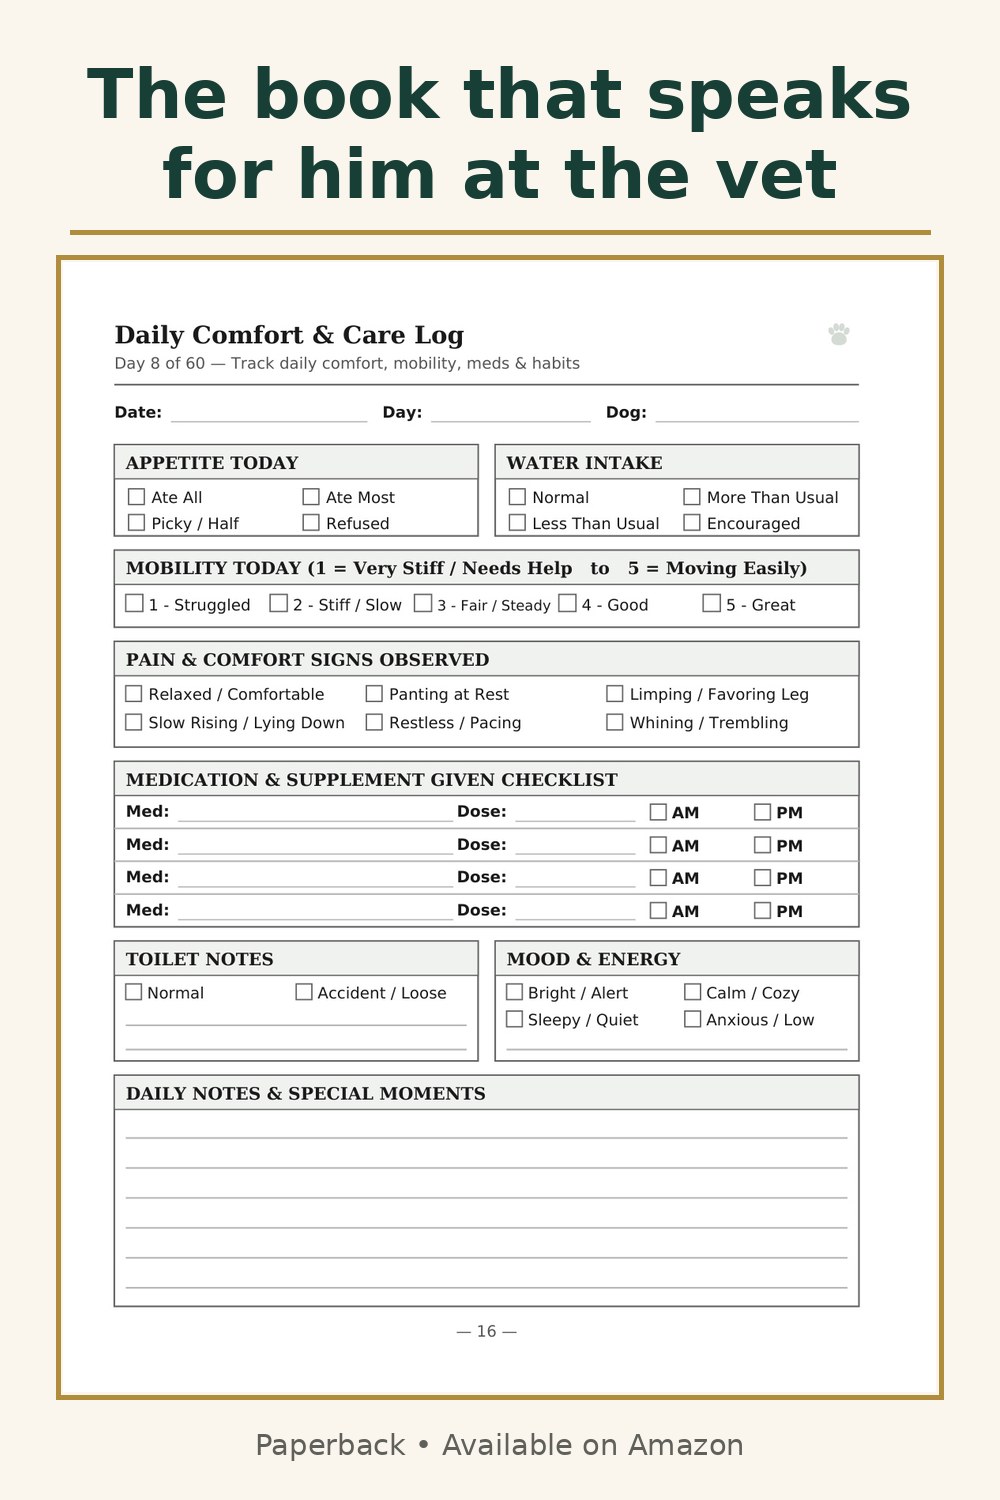 The book that speaks
for him at the vet
Daily Comfort & Care Log
Day 8 of 60 — Track daily comfort, mobility, meds & habits
Date: Day: Dog:
APPETITE TODAY
Ate All Ate Most
Picky / Half Refused
WATER INTAKE
Normal More Than Usual
Less Than Usual Encouraged
MOBILITY TODAY (1 = Very Stiff / Needs Help to 5 = Moving Easily)
1 - Struggled 2 - Stiff / Slow 3 - Fair / Steady 4 - Good 5 - Great
PAIN & COMFORT SIGNS OBSERVED
Relaxed / Comfortable Panting at Rest Limping / Favoring Leg
Slow Rising / Lying Down Restless / Pacing Whining / Trembling
MEDICATION & SUPPLEMENT GIVEN CHECKLIST
Med: Dose: AM PM
Med: Dose: AM PM
Med: Dose: AM PM
Med: Dose: AM PM
TOILET NOTES
Normal Accident / Loose
MOOD & ENERGY
Bright / Alert Calm / Cozy
Sleepy / Quiet Anxious / Low
DAILY NOTES & SPECIAL MOMENTS
— 16 —
Paperback • Available on Amazon